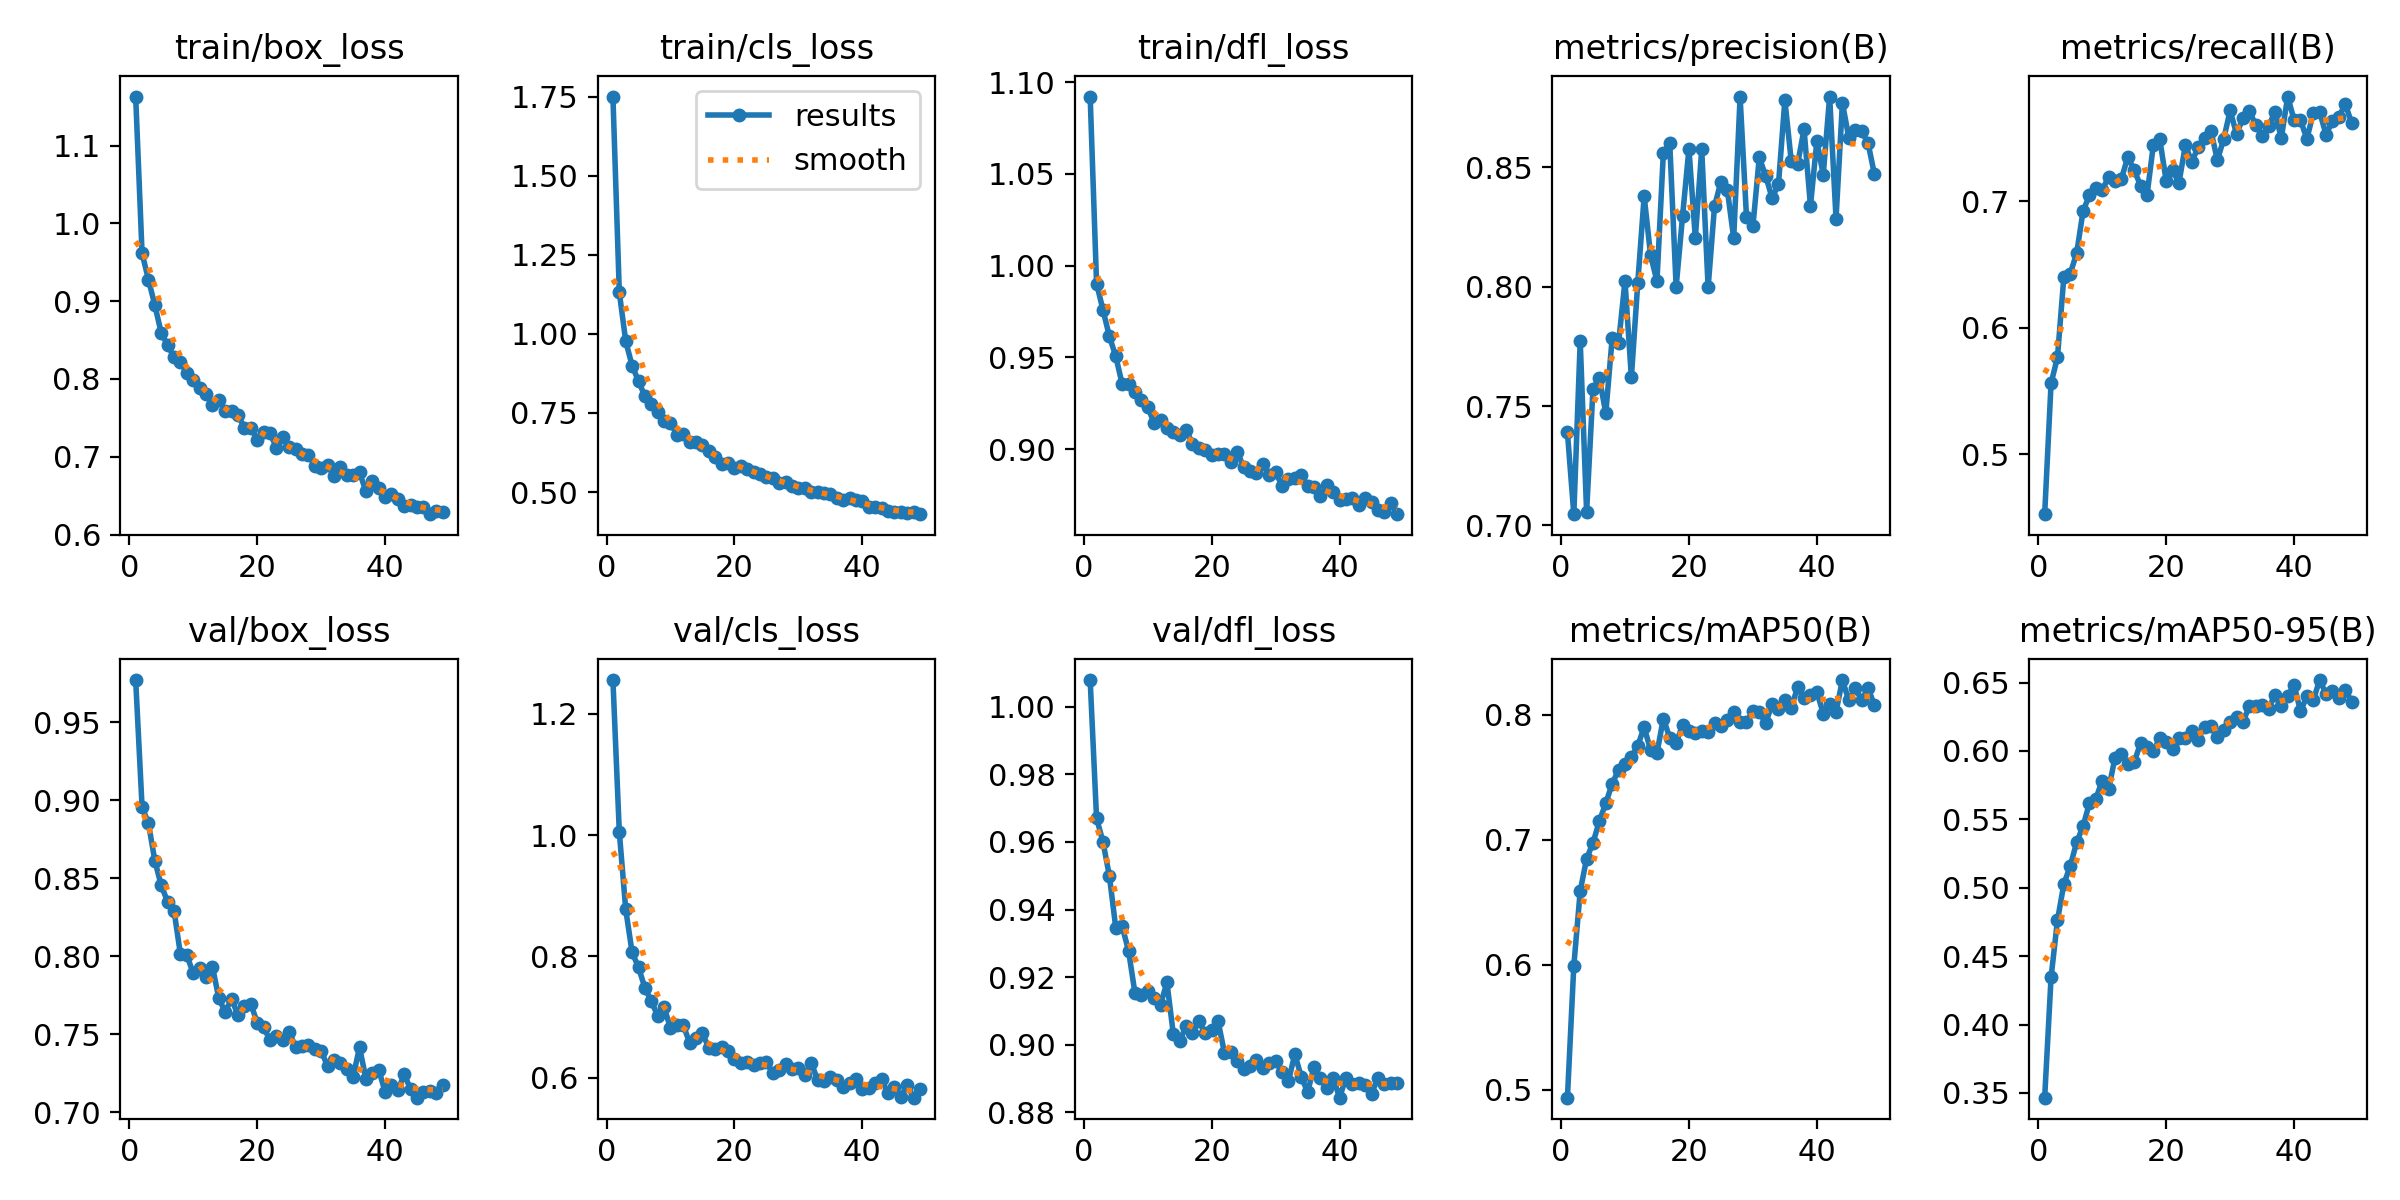 train/box_loss
train/cls_loss
train/dfl_loss
metrics/precision(B)
metrics/recall(B)
1.1
1.0
0.9
0.8
0.7
0.6
0 20 40
1.75
1.50
1.25
1.00
0.75
0.50
0 20 40
results
smooth
1.10
1.05
1.00
0.95
0.90
0 20 40
0.85
0.80
0.75
0.70
0 20 40
0.7
0.6
0.5
0 20 40
val/box_loss
val/cls_loss
val/dfl_loss
metrics/mAP50(B)
metrics/mAP50-95(B)
0.95
0.90
0.85
0.80
0.75
0.70
0 20 40
1.2
1.0
0.8
0.6
0 20 40
1.00
0.98
0.96
0.94
0.92
0.90
0.88
0 20 40
0.8
0.7
0.6
0.5
0 20 40
0.65
0.60
0.55
0.50
0.45
0.40
0.35
0 20 40